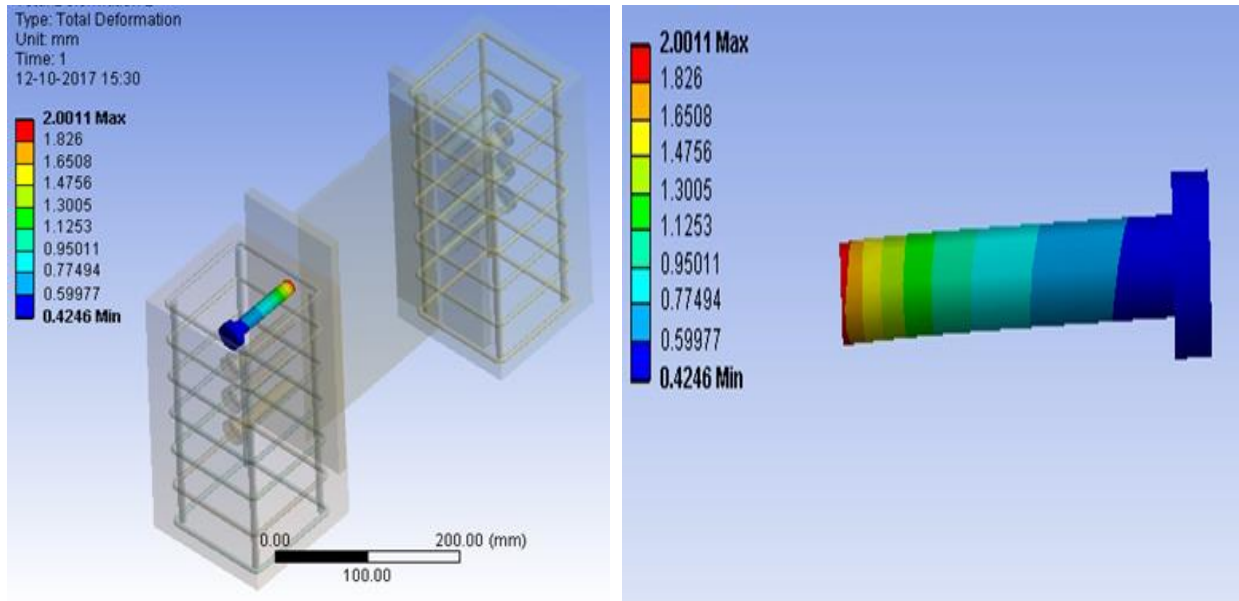 Type: Total Deformation
Unit: mm
Time: 1
12-10-2017 15:30
2.0011 Max
1.826
1.6508
1.4756
1.3005
1.1253
0.95011
0.77494
0.59977
0.4246 Min
0.00
200.00 (mm)
100.00
2.0011 Max
1.826
1.6508
1.4756
1.3005
1.1253
0.95011
0.77494
0.59977
0.4246 Min